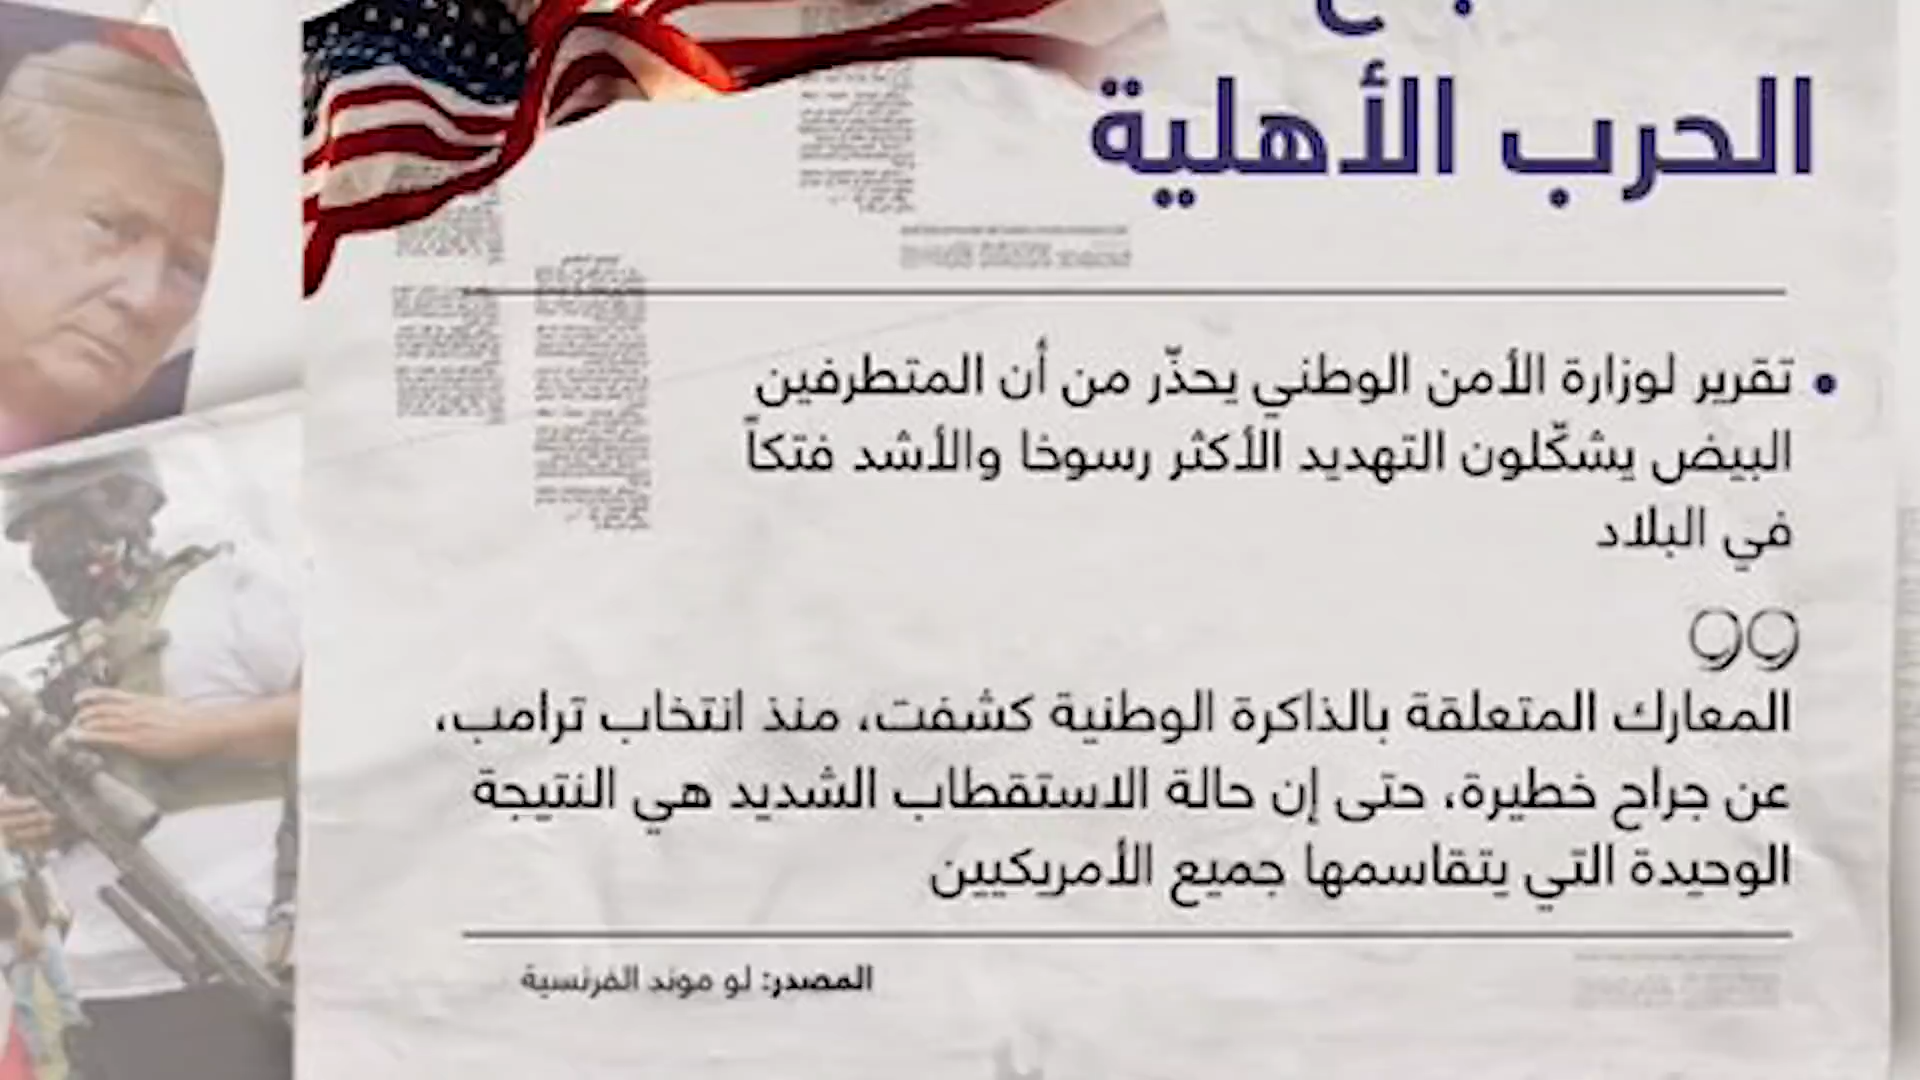 الحرب الأهلية
• تقرير لوزارة الأمن الوطني يحذّر من أن المتطرفين
البيض يشكّلون التهديد الأكثر رسوخا والأشد فتكاً
في البلاد
المعارك المتعلقة بالذاكرة الوطنية كشفت، منذ انتخاب ترامب،
عن جراح خطيرة، حتى إن حالة الاستقطاب الشديد هي النتيجة
الوحيدة التي يتقاسمها جميع الأمريكيين
المصدر: لو موند الفرنسية